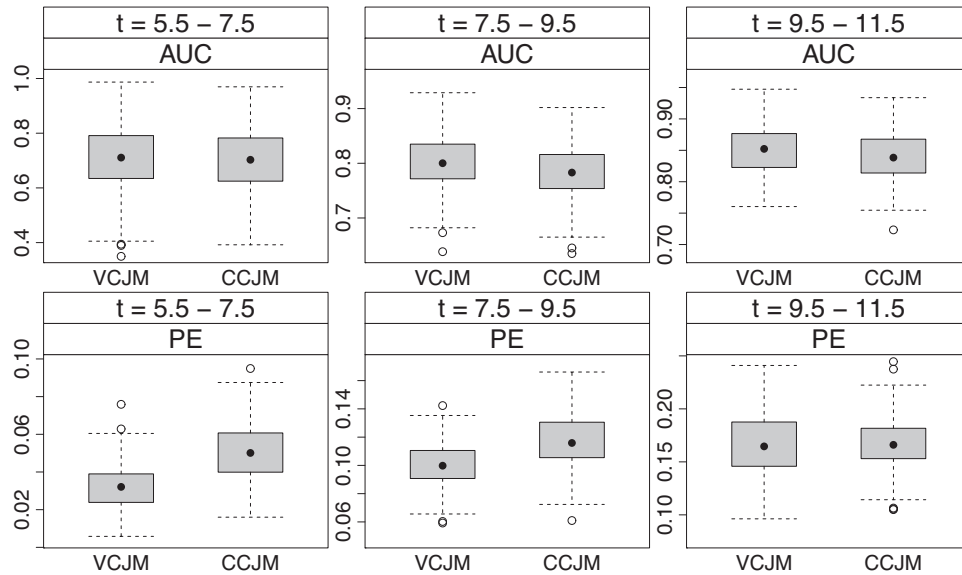 t = 5.5 − 7.5
AUC
1.0
0.8
0.6
0.4
VCJM CCJM
t = 7.5 − 9.5
AUC
0.9
0.8
0.7
VCJM CCJM
t = 9.5 − 11.5
AUC
0.90
0.80
0.70
VCJM CCJM
t = 5.5 − 7.5
PE
0.10
0.06
0.02
VCJM CCJM
t = 7.5 − 9.5
PE
0.14
0.10
0.06
VCJM CCJM
t = 9.5 − 11.5
PE
0.20
0.15
0.10
VCJM CCJM